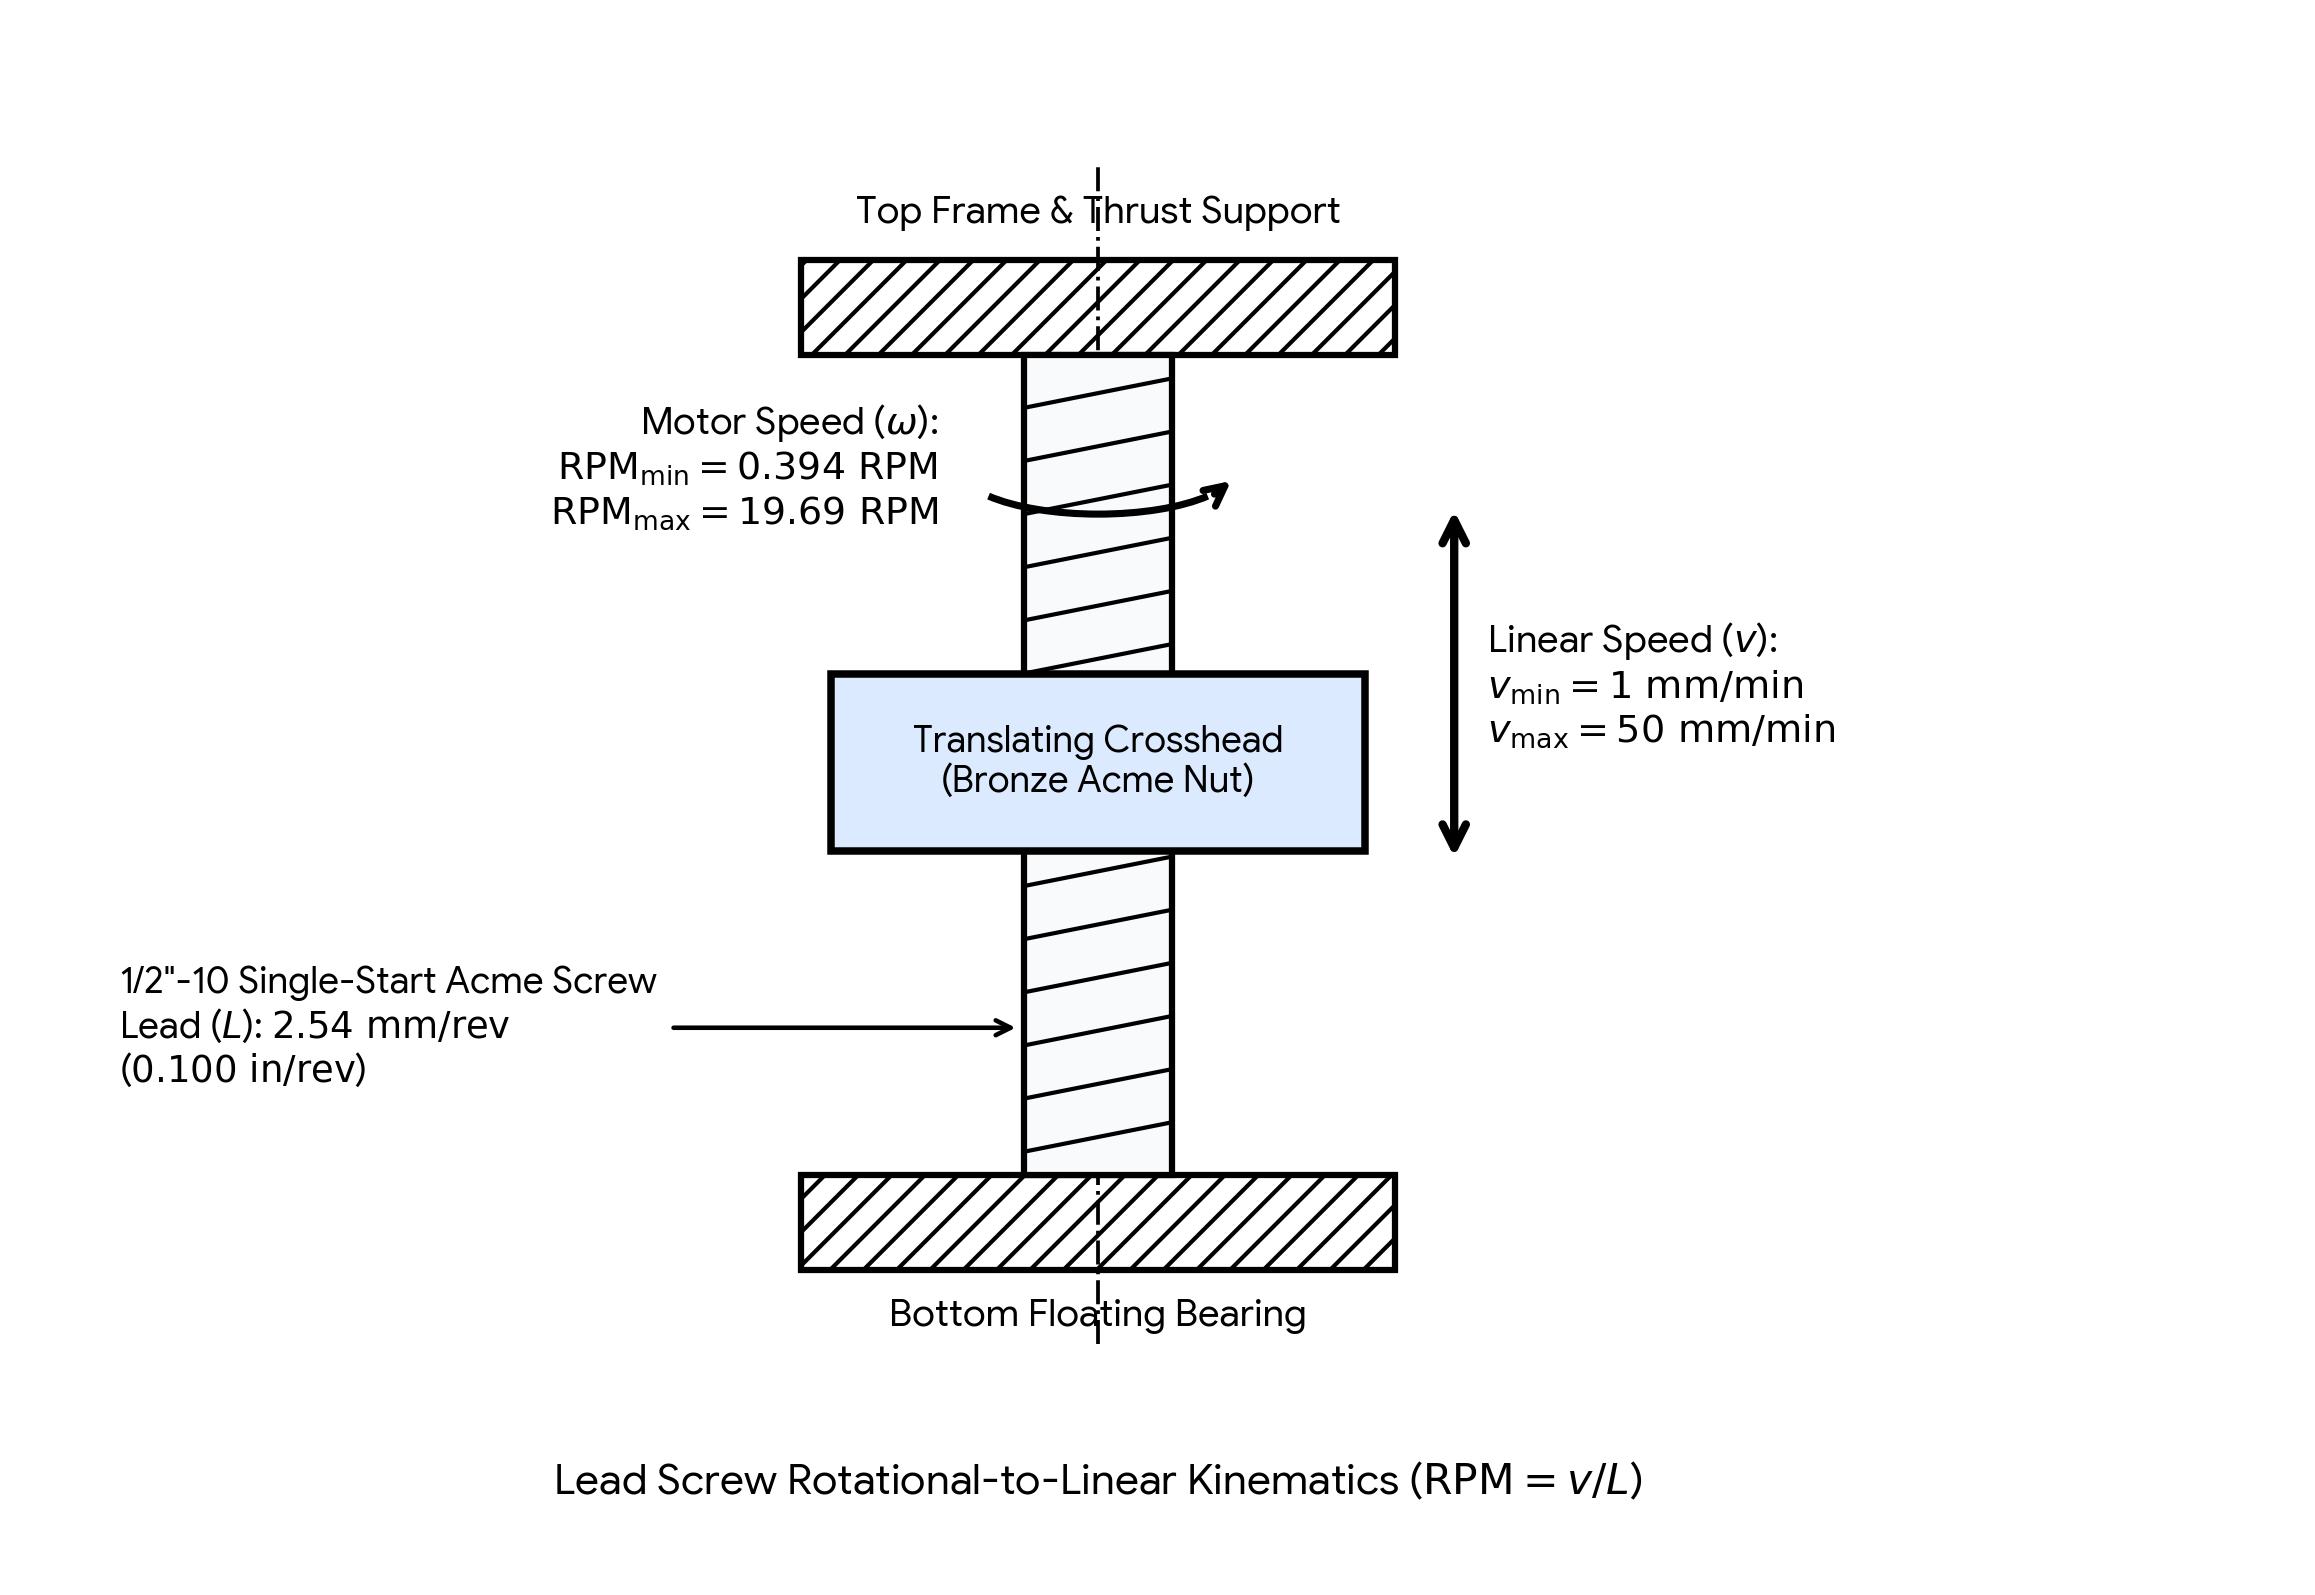 Top Frame & Thrust Support
Motor Speed (ω):
RPMmin = 0.394 RPM
RPMmax = 19.69 RPM
Linear Speed (v):
vmin = 1 mm/min
vmax = 50 mm/min
Translating Crosshead
(Bronze Acme Nut)
1/2"-10 Single-Start Acme Screw
Lead (L): 2.54 mm/rev
(0.100 in/rev)
Bottom Floating Bearing
Lead Screw Rotational-to-Linear Kinematics (RPM = v/L)